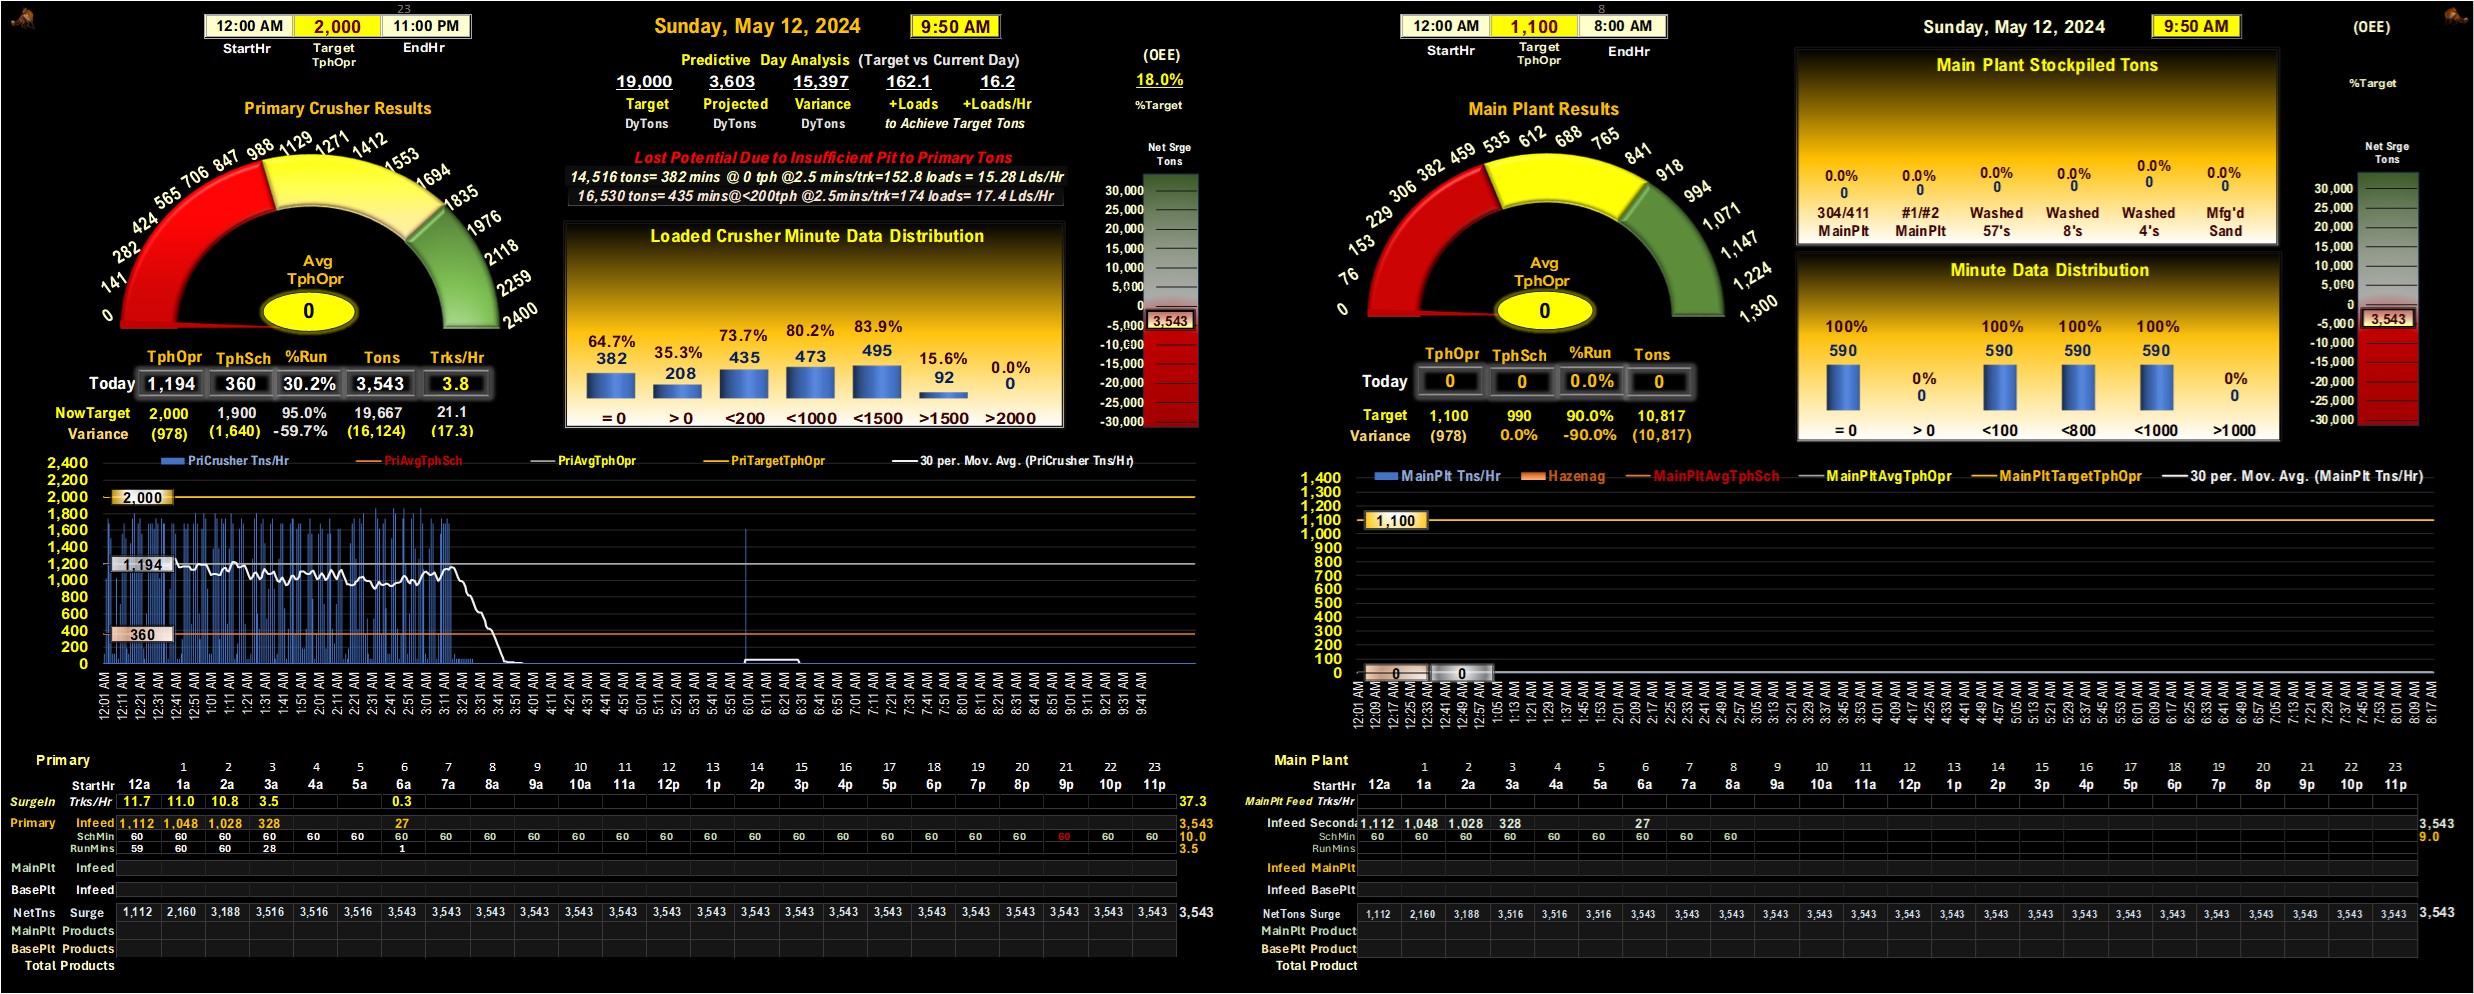 23
12:00 AM 2,000 11:00 PM
StartHr Target TphOpr EndHr
Sunday, May 12, 2024 9:50 AM
Predictive Day Analysis (Target vs Current Day)
19,000 3,603 15,397 162.1 16.2
Target Projected Variance +Loads +Loads/Hr
DyTons DyTons DyTons to Achieve Target Tons
(OEE)
18.0%
%Target
Primary Crusher Results
0 141 282 424 565 706 847 988 1129 1271 1412 1553 1694 1835 1976 2118 2259 2400
Avg
TphOpr
0
Lost Potential Due to Insufficient Pit to Primary Tons
14,516 tons= 382 mins @ 0 tph @2.5 mins/trk=152.8 loads = 15.28 Lds/Hr
16,530 tons= 435 mins@<200tph @2.5mins/trk=174 loads= 17.4 Lds/Hr
Loaded Crusher Minute Data Distribution
64.7% 35.3% 73.7% 80.2% 83.9% 15.6% 0.0%
382 208 435 473 495 92 0
= 0 > 0 <200 <1000 <1500 >1500 >2000
Net Srge
Tons
30,000
25,000
20,000
15,000
10,000
5,000
0
3,543
-5,000
-10,000
-15,000
-20,000
-25,000
-30,000
TphOpr TphSch %Run Tons Trks/Hr
Today 1,194 360 30.2% 3,543 3.8
NowTarget 2,000 1,900 95.0% 19,667 21.1
Variance (978) (1,640) -59.7% (16,124) (17.3)
PriCrusher Tns/Hr PriAvgTphSch PriAvgTphOpr PriTargetTphOpr 30 per. Mov. Avg. (PriCrusher Tns/Hr)
2,400
2,200
2,000 2,000
1,800
1,600
1,400
1,200 1,194
1,000
800
600
400 360
200
0
12:01 AM 12:11 AM 12:21 AM 12:31 AM 12:41 AM 12:51 AM 1:01 AM 1:11 AM 1:21 AM 1:31 AM 1:41 AM 1:51 AM 2:01 AM 2:11 AM 2:21 AM 2:31 AM 2:41 AM 2:51 AM 3:01 AM 3:11 AM 3:21 AM 3:31 AM 3:41 AM 3:51 AM 4:01 AM 4:11 AM 4:21 AM 4:31 AM 4:41 AM 4:51 AM 5:01 AM 5:11 AM 5:21 AM 5:31 AM 5:41 AM 5:51 AM 6:01 AM 6:11 AM 6:21 AM 6:31 AM 6:41 AM 6:51 AM 7:01 AM 7:11 AM 7:21 AM 7:31 AM 7:41 AM 7:51 AM 8:01 AM 8:11 AM 8:21 AM 8:31 AM 8:41 AM 8:51 AM 9:01 AM 9:11 AM 9:21 AM 9:31 AM 9:41 AM
Primary 1 2 3 4 5 6 7 8 9 10 11 12 13 14 15 16 17 18 19 20 21 22 23
StartHr 12a 1a 2a 3a 4a 5a 6a 7a 8a 9a 10a 11a 12p 1p 2p 3p 4p 5p 6p 7p 8p 9p 10p 11p
SurgeIn Trks/Hr 11.7 11.0 10.8 3.5 0.3 37.3
Primary Infeed 1,112 1,048 1,028 328 27 3,543
SchMin 60 60 60 60 60 60 60 60 60 60 60 60 60 60 60 60 60 60 60 60 60 60 60 60 10.0
RunMins 59 60 60 28 1 3.5
MainPlt Infeed
BasePlt Infeed
NetTns Surge 1,112 2,160 3,188 3,516 3,516 3,516 3,543 3,543 3,543 3,543 3,543 3,543 3,543 3,543 3,543 3,543 3,543 3,543 3,543 3,543 3,543 3,543 3,543 3,543 3,543
MainPlt Products
BasePlt Products
Total Products
8
12:00 AM 1,100 8:00 AM
StartHr Target TphOpr EndHr
Sunday, May 12, 2024 9:50 AM
(OEE)
%Target
Main Plant Results
0 76 153 229 306 382 459 535 612 688 765 841 918 994 1,071 1,147 1,224 1,300
Avg
TphOpr
0
Main Plant Stockpiled Tons
0.0% 0.0% 0.0% 0.0% 0.0% 0.0%
0 0 0 0 0 0
304/411 #1/#2 Washed Washed Washed Mfg'd
MainPlt MainPlt 57's 8's 4's Sand
Minute Data Distribution
100% 0% 100% 100% 100% 0%
590 0 590 590 590 0
= 0 > 0 <100 <800 <1000 >1000
Net Srge
Tons
30,000
25,000
20,000
15,000
10,000
5,000
0
3,543
-5,000
-10,000
-15,000
-20,000
-25,000
-30,000
TphOpr TphSch %Run Tons
Today 0 0 0.0% 0
Target 1,100 990 90.0% 10,817
Variance (978) 0.0% -90.0% (10,817)
MainPlt Tns/Hr Hazenag MainPltAvgTphSch MainPltAvgTphOpr MainPltTargetTphOpr 30 per. Mov. Avg. (MainPlt Tns/Hr)
1,400
1,300
1,200
1,100 1,100
1,000
900
800
700
600
500
400
300
200
100
0 0 0
12:01 AM 12:09 AM 12:17 AM 12:25 AM 12:33 AM 12:41 AM 12:49 AM 12:57 AM 1:05 AM 1:13 AM 1:21 AM 1:29 AM 1:37 AM 1:45 AM 1:53 AM 2:01 AM 2:09 AM 2:17 AM 2:25 AM 2:33 AM 2:41 AM 2:49 AM 2:57 AM 3:05 AM 3:13 AM 3:21 AM 3:29 AM 3:37 AM 3:45 AM 3:53 AM 4:01 AM 4:09 AM 4:17 AM 4:25 AM 4:33 AM 4:41 AM 4:49 AM 4:57 AM 5:05 AM 5:13 AM 5:21 AM 5:29 AM 5:37 AM 5:45 AM 5:53 AM 6:01 AM 6:09 AM 6:17 AM 6:25 AM 6:33 AM 6:41 AM 6:49 AM 6:57 AM 7:05 AM 7:13 AM 7:21 AM 7:29 AM 7:37 AM 7:45 AM 7:53 AM 8:01 AM 8:09 AM 8:17 AM
Main Plant 1 2 3 4 5 6 7 8 9 10 11 12 13 14 15 16 17 18 19 20 21 22 23
StartHr 12a 1a 2a 3a 4a 5a 6a 7a 8a 9a 10a 11a 12p 1p 2p 3p 4p 5p 6p 7p 8p 9p 10p 11p
MainPlt Feed Trks/Hr
Infeed Seconda 1,112 1,048 1,028 328 27 3,543
SchMin 60 60 60 60 60 60 60 60 9.0
RunMins
Infeed MainPlt
Infeed BasePlt
NetTons Surge 1,112 2,160 3,188 3,516 3,516 3,516 3,543 3,543 3,543 3,543 3,543 3,543 3,543 3,543 3,543 3,543 3,543 3,543 3,543 3,543 3,543 3,543 3,543 3,543 3,543
MainPlt Product
BasePlt Product
Total Product